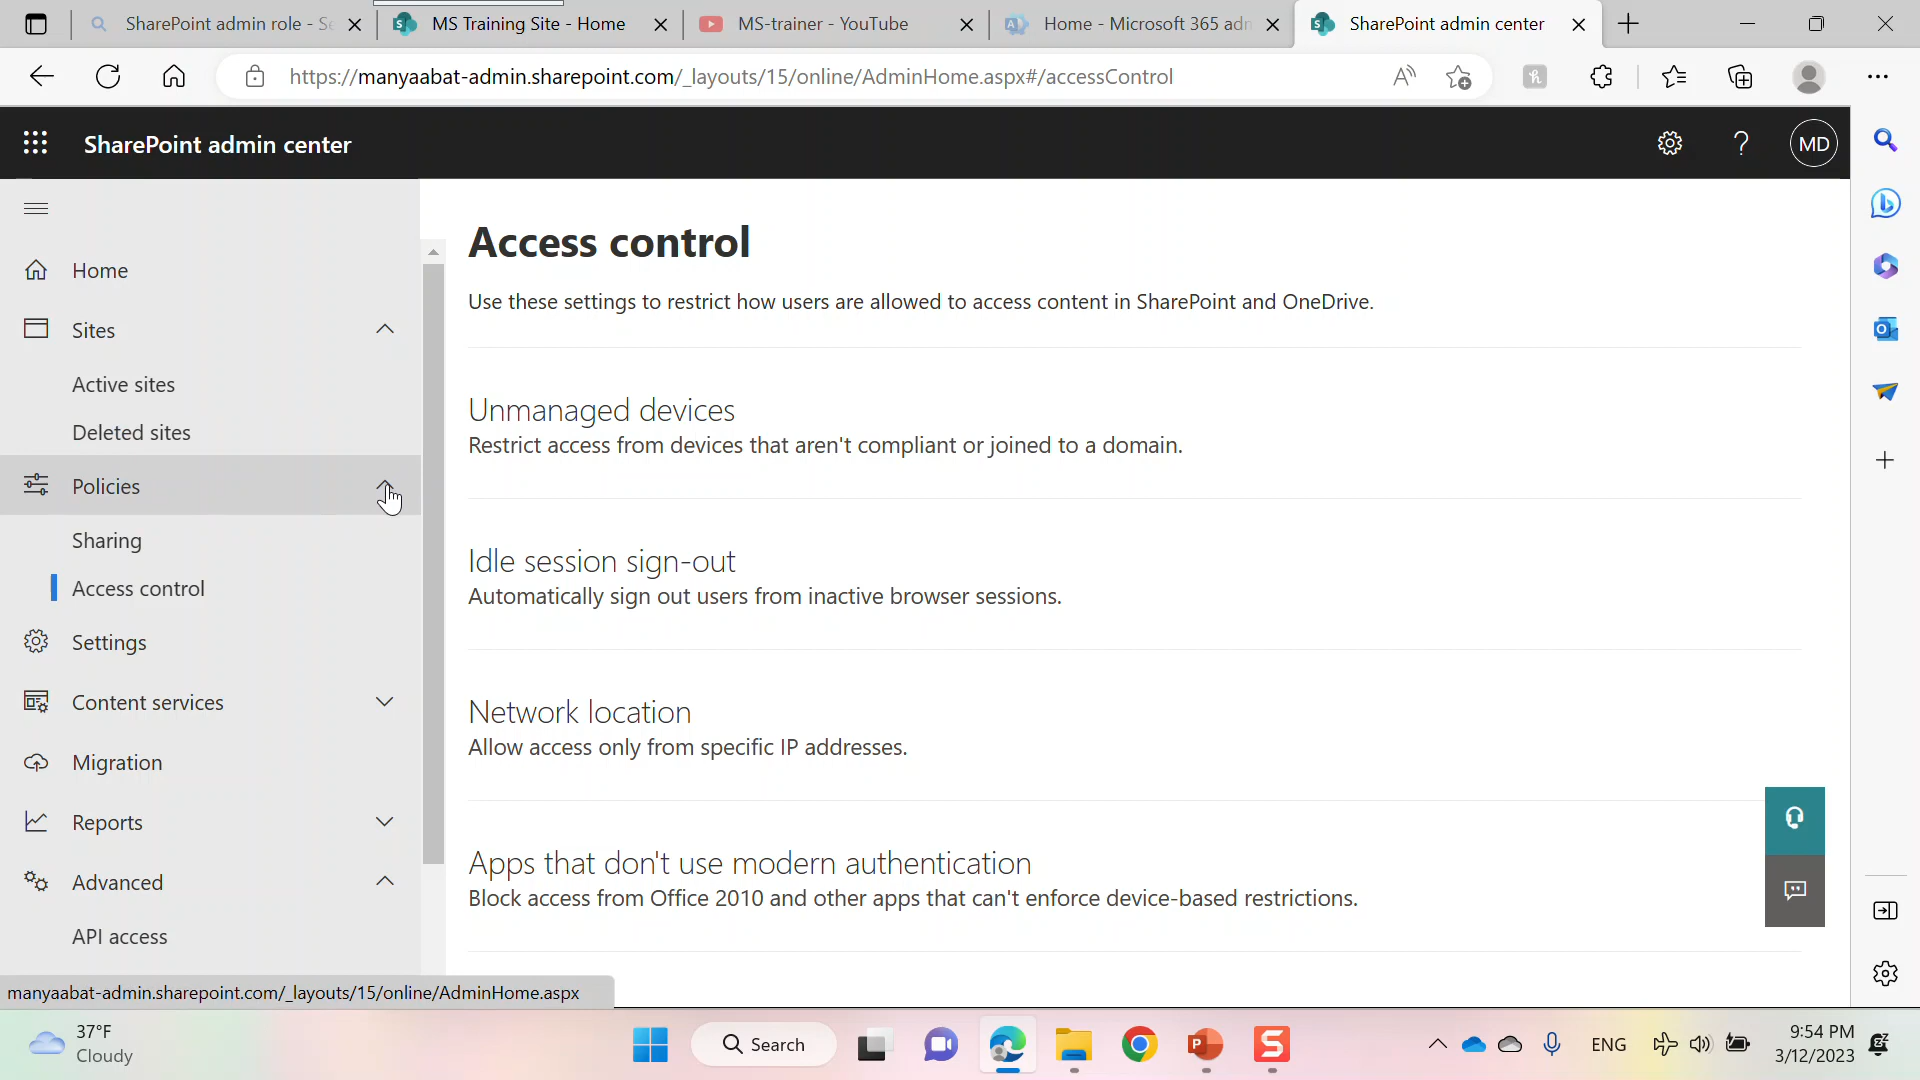 SharePoint admin role - Se
MS Training Site - Home
MS-trainer - YouTube
Home - Microsoft 365 adm
SharePoint admin center
https://manyaabat-admin.sharepoint.com/_layouts/15/online/AdminHome.aspx#/accessControl
SharePoint admin center
MD
Home
Sites
Active sites
Deleted sites
Policies
Sharing
Access control
Settings
Content services
Migration
Reports
Advanced
API access
Access control
Use these settings to restrict how users are allowed to access content in SharePoint and OneDrive.
Unmanaged devices
Restrict access from devices that aren't compliant or joined to a domain.
Idle session sign-out
Automatically sign out users from inactive browser sessions.
Network location
Allow access only from specific IP addresses.
Apps that don't use modern authentication
Block access from Office 2010 and other apps that can't enforce device-based restrictions.
manyaabat-admin.sharepoint.com/_layouts/15/online/AdminHome.aspx
37°F
Cloudy
Search
ENG
9:54 PM
3/12/2023